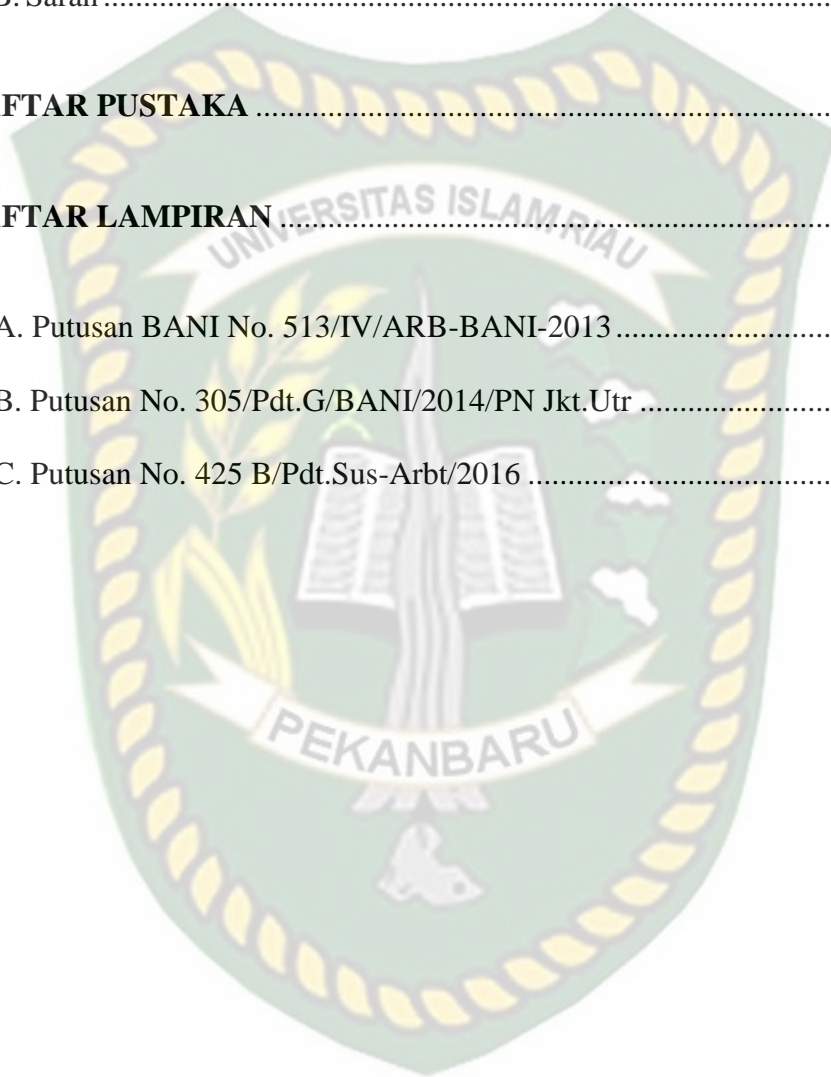 B. Saran ........................................................................................................................
FTAR PUSTAKA ................................................................................................
FTAR LAMPIRAN ............................................................................................
UNIVERSITAS ISLAM RIAU
A. Putusan BANI No. 513/IV/ARB-BANI-2013 ....................................
B. Putusan No. 305/Pdt.G/BANI/2014/PN Jkt.Utr ................................
C. Putusan No. 425 B/Pdt.Sus-Arbt/2016 ..................................................
PEKANBARU